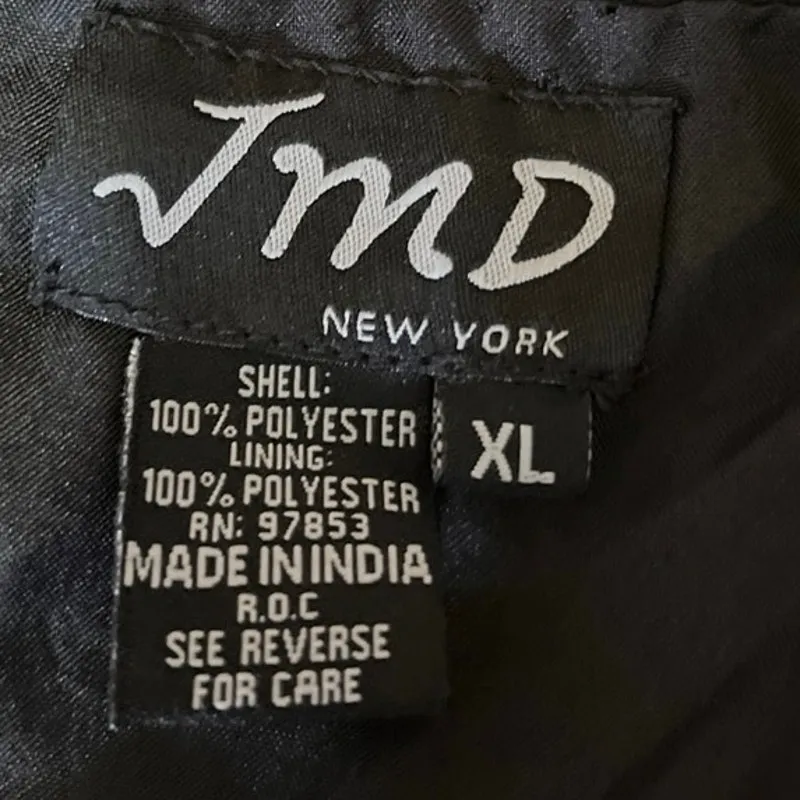 JMD
NEW YORK
SHELL:
100% POLYESTER
LINING:
100% POLYESTER
RN: 97853
MADE IN INDIA
R.O.C
SEE REVERSE
FOR CARE
XL